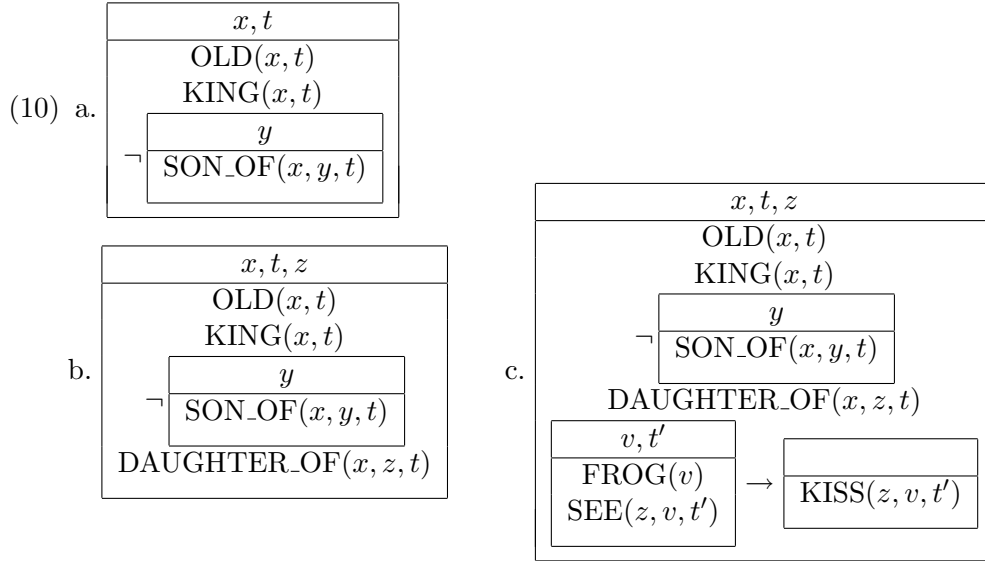 (10) a.
x, t
OLD(x, t)
KING(x, t)
¬
y
SON_OF(x, y, t)
b.
x, t, z
OLD(x, t)
KING(x, t)
¬
y
SON_OF(x, y, t)
DAUGHTER_OF(x, z, t)
c.
x, t, z
OLD(x, t)
KING(x, t)
¬
y
SON_OF(x, y, t)
DAUGHTER_OF(x, z, t)
v, t′
FROG(v)
SEE(z, v, t′)
→
KISS(z, v, t′)